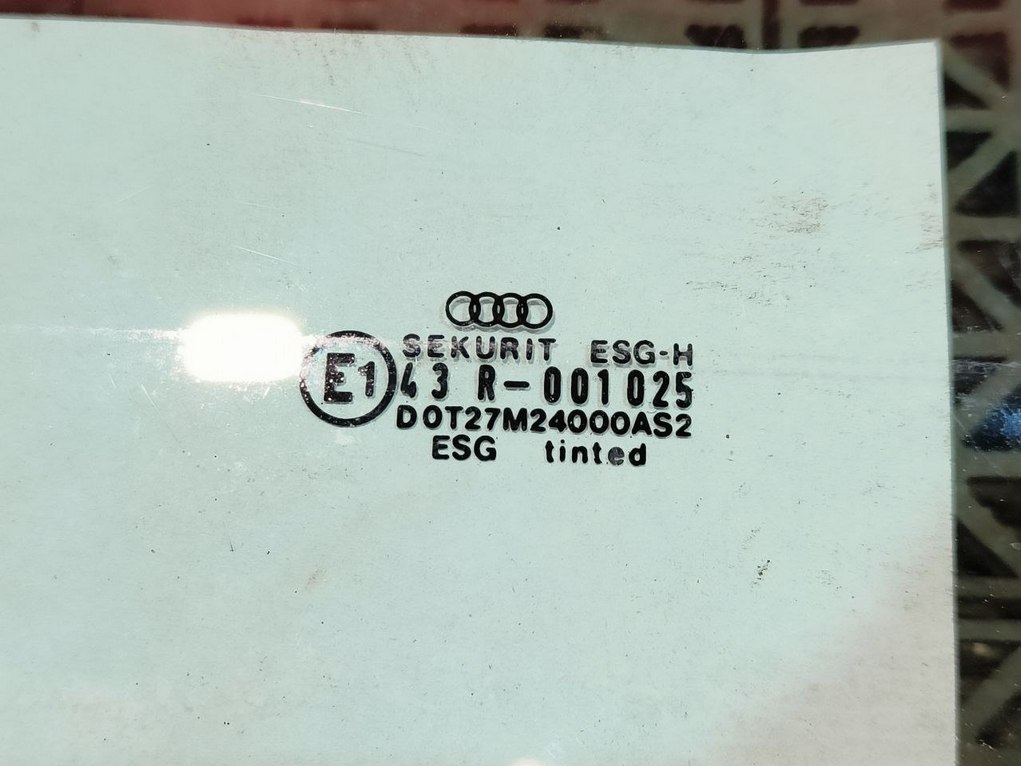 SEKURIT ESG-H
E1 43 R-001025
DOT27M24000AS2
ESG tinted